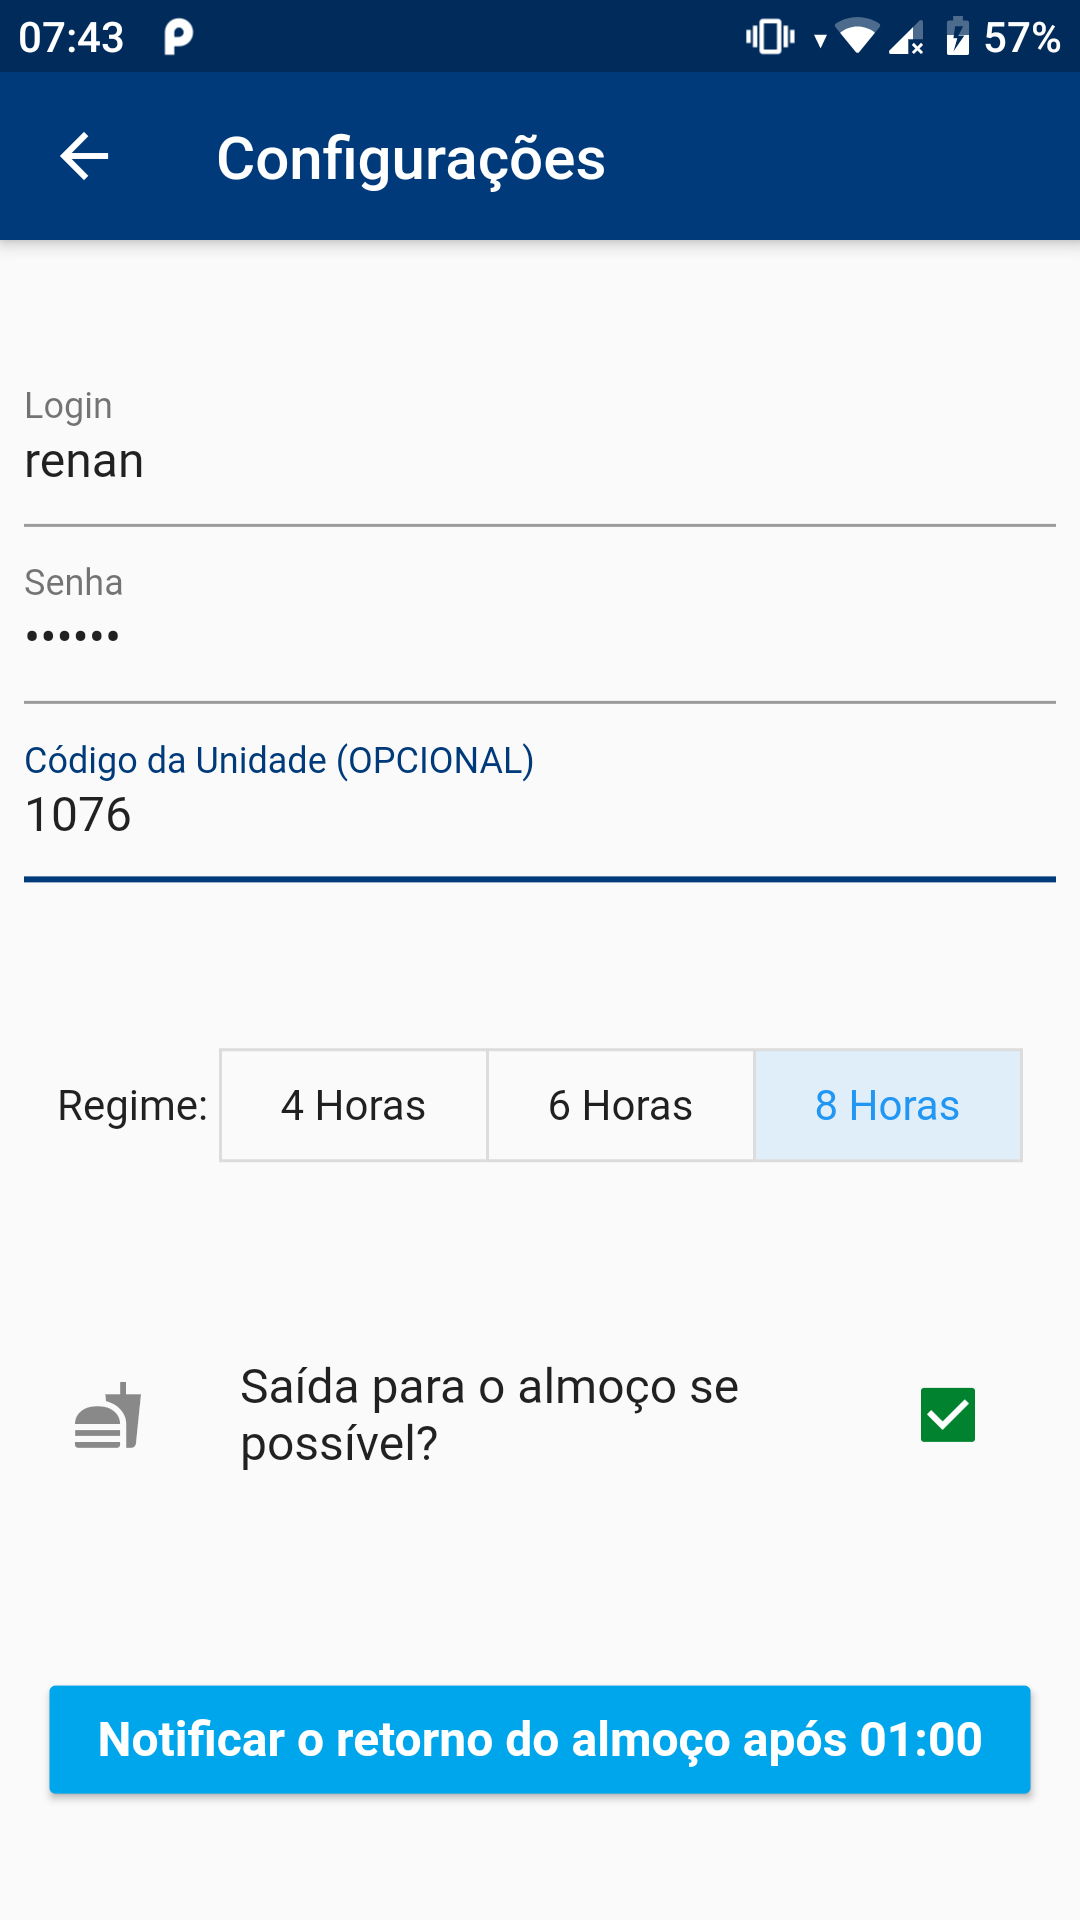 07:43 57%
Configurações
Login
renan
Senha
••••••
Código da Unidade (OPCIONAL)
1076
Regime: 4 Horas 6 Horas 8 Horas
Saída para o almoço se
possível?
Notificar o retorno do almoço após 01:00